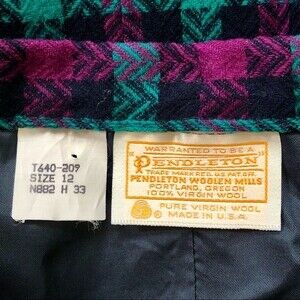 T640-209
SIZE 12
N882 H 33
WARRANTED TO BE A
"PENDLETON"
TRADE MARK REG. U.S. PAT. OFF.
PENDLETON WOOLEN MILLS
PORTLAND, OREGON
100% VIRGIN WOOL
PURE VIRGIN WOOL
MADE IN U.S.A.